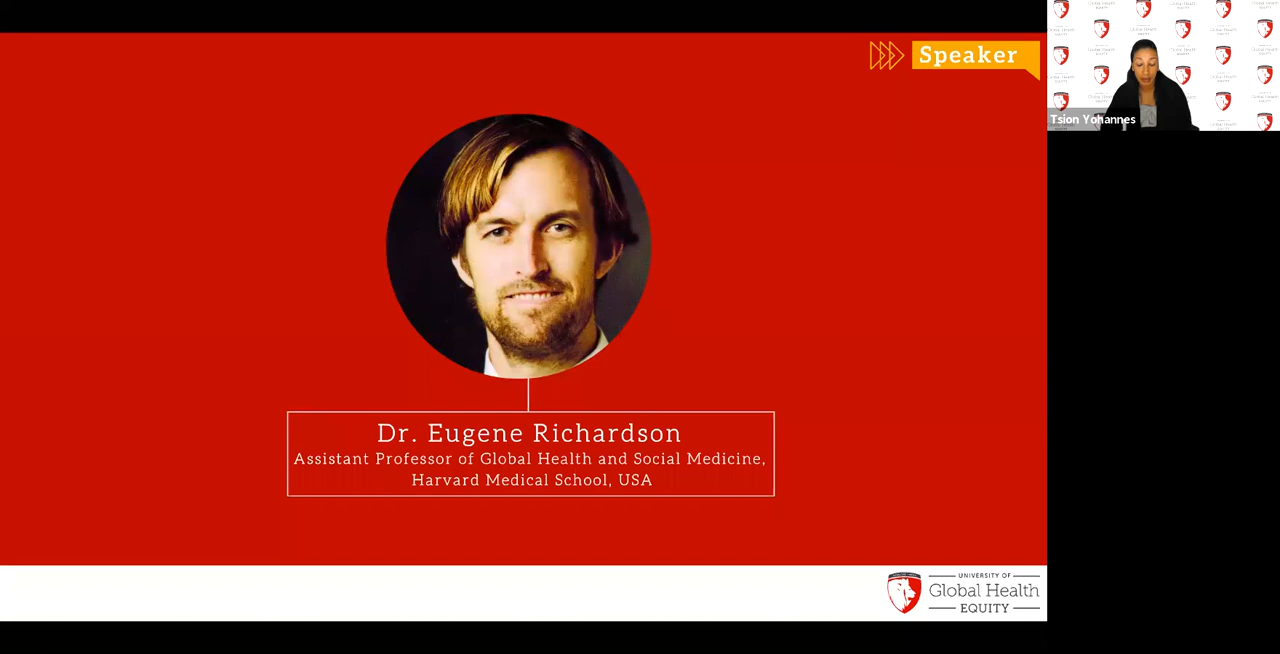 Speaker
Tsion Yohannes
Dr. Eugene Richardson
Assistant Professor of Global Health and Social Medicine,
Harvard Medical School, USA
UNIVERSITY OF
Global Health
EQUITY